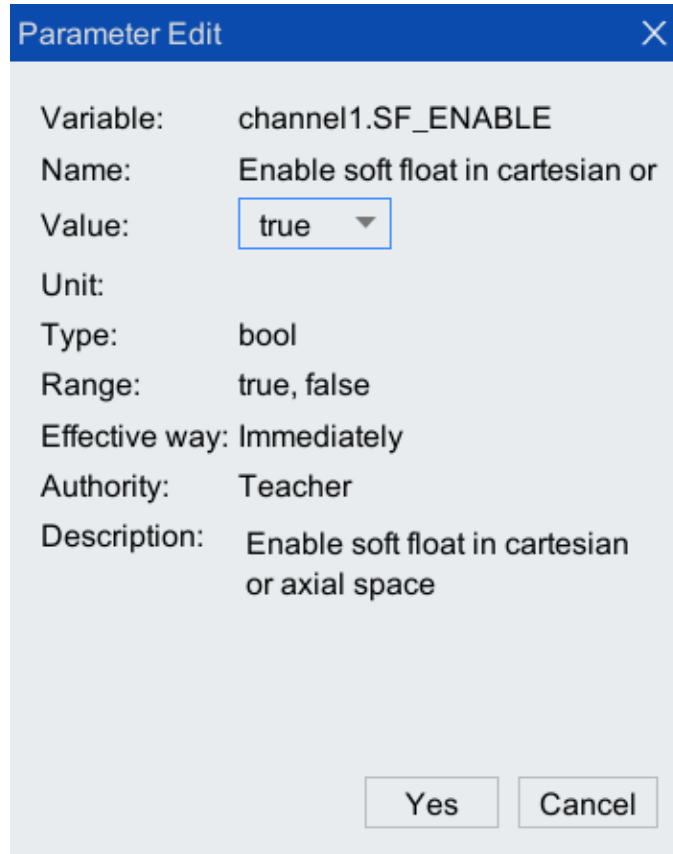 Parameter Edit
Variable: channel1.SF_ENABLE
Name: Enable soft float in cartesian or
Value: true
Unit:
Type: bool
Range: true, false
Effective way: Immediately
Authority: Teacher
Description: Enable soft float in cartesian
or axial space
Yes Cancel